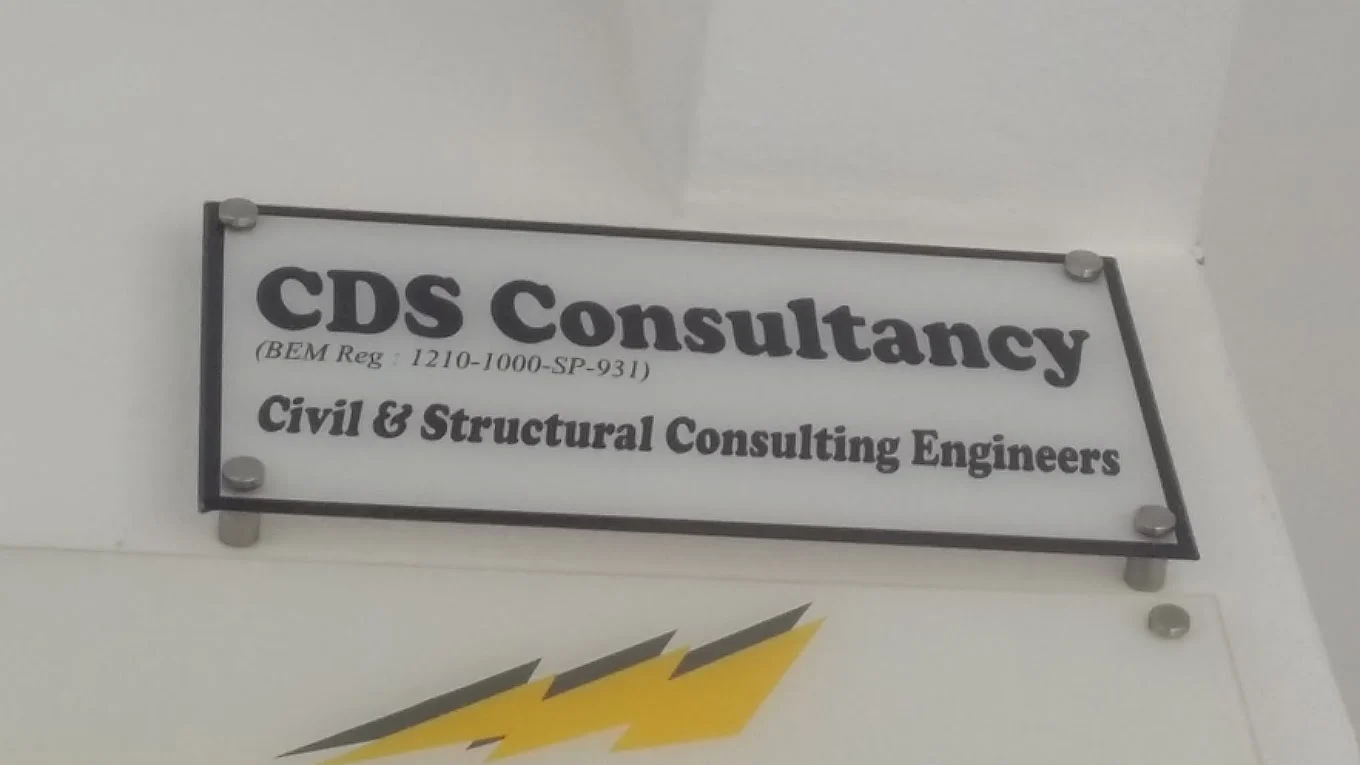 CDS Consultancy
(BEM Reg : 1210-1000-SP-931)
Civil & Structural Consulting Engineers